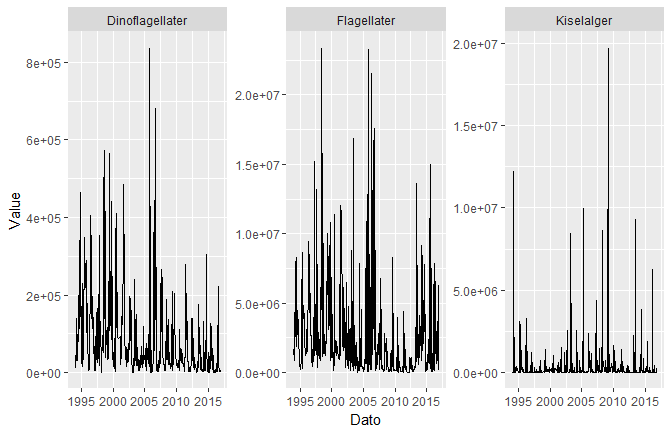 Dinoflagellater Flagellater Kiselalger
Value
8e+05
6e+05
4e+05
2e+05
0e+00
2.0e+07
1.5e+07
1.0e+07
5.0e+06
0.0e+00
2.0e+07
1.5e+07
1.0e+07
5.0e+06
0.0e+00
1995 2000 2005 2010 2015 1995 2000 2005 2010 2015 1995 2000 2005 2010 2015
Dato